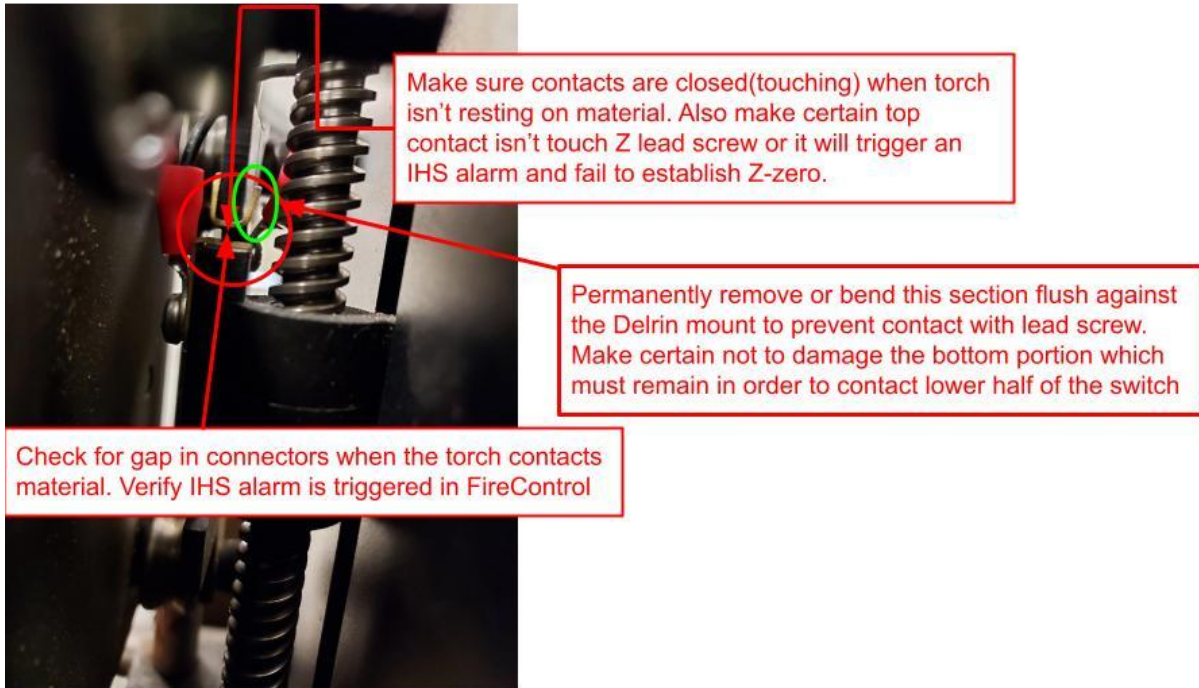 Make sure contacts are closed(touching) when torch
isn't resting on material. Also make certain top
contact isn't touch Z lead screw or it will trigger an
IHS alarm and fail to establish Z-zero.
Permanently remove or bend this section flush against
the Delrin mount to prevent contact with lead screw.
Make certain not to damage the bottom portion which
must remain in order to contact lower half of the switch
Check for gap in connectors when the torch contacts
material. Verify IHS alarm is triggered in FireControl